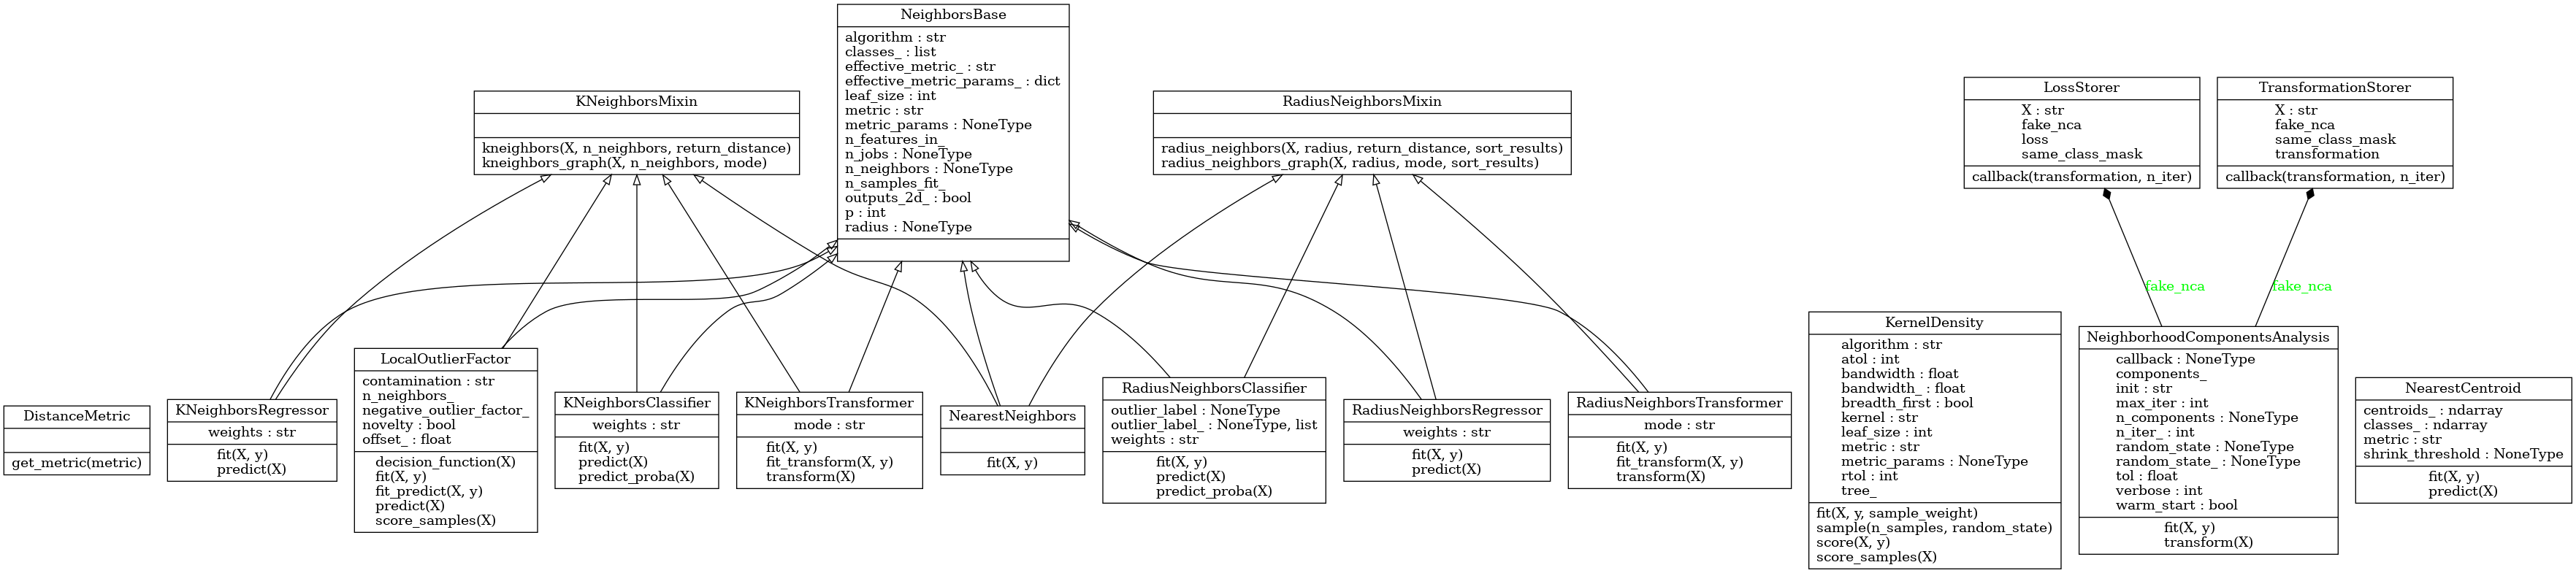 NeighborsBase
algorithm : str
classes_ : list
effective_metric_ : str
effective_metric_params_ : dict
leaf_size : int
metric : str
metric_params : NoneType
n_features_in_
n_jobs : NoneType
n_neighbors : NoneType
n_samples_fit_
outputs_2d_ : bool
p : int
radius : NoneType
KNeighborsMixin
kneighbors(X, n_neighbors, return_distance)
kneighbors_graph(X, n_neighbors, mode)
RadiusNeighborsMixin
radius_neighbors(X, radius, return_distance, sort_results)
radius_neighbors_graph(X, radius, mode, sort_results)
LossStorer
X : str
fake_nca
loss
same_class_mask
callback(transformation, n_iter)
TransformationStorer
X : str
fake_nca
same_class_mask
transformation
callback(transformation, n_iter)
fake_nca
fake_nca
DistanceMetric
get_metric(metric)
KNeighborsRegressor
weights : str
fit(X, y)
predict(X)
LocalOutlierFactor
contamination : str
n_neighbors_
negative_outlier_factor_
novelty : bool
offset_ : float
decision_function(X)
fit(X, y)
fit_predict(X, y)
predict(X)
score_samples(X)
KNeighborsClassifier
weights : str
fit(X, y)
predict(X)
predict_proba(X)
KNeighborsTransformer
mode : str
fit(X, y)
fit_transform(X, y)
transform(X)
NearestNeighbors
fit(X, y)
RadiusNeighborsClassifier
outlier_label : NoneType
outlier_label_ : NoneType, list
weights : str
fit(X, y)
predict(X)
predict_proba(X)
RadiusNeighborsRegressor
weights : str
fit(X, y)
predict(X)
RadiusNeighborsTransformer
mode : str
fit(X, y)
fit_transform(X, y)
transform(X)
KernelDensity
algorithm : str
atol : int
bandwidth : float
bandwidth_ : float
breadth_first : bool
kernel : str
leaf_size : int
metric : str
metric_params : NoneType
rtol : int
tree_
fit(X, y, sample_weight)
sample(n_samples, random_state)
score(X, y)
score_samples(X)
NeighborhoodComponentsAnalysis
callback : NoneType
components_
init : str
max_iter : int
n_components : NoneType
n_iter_ : int
random_state : NoneType
random_state_ : NoneType
tol : float
verbose : int
warm_start : bool
fit(X, y)
transform(X)
NearestCentroid
centroids_ : ndarray
classes_ : ndarray
metric : str
shrink_threshold : NoneType
fit(X, y)
predict(X)